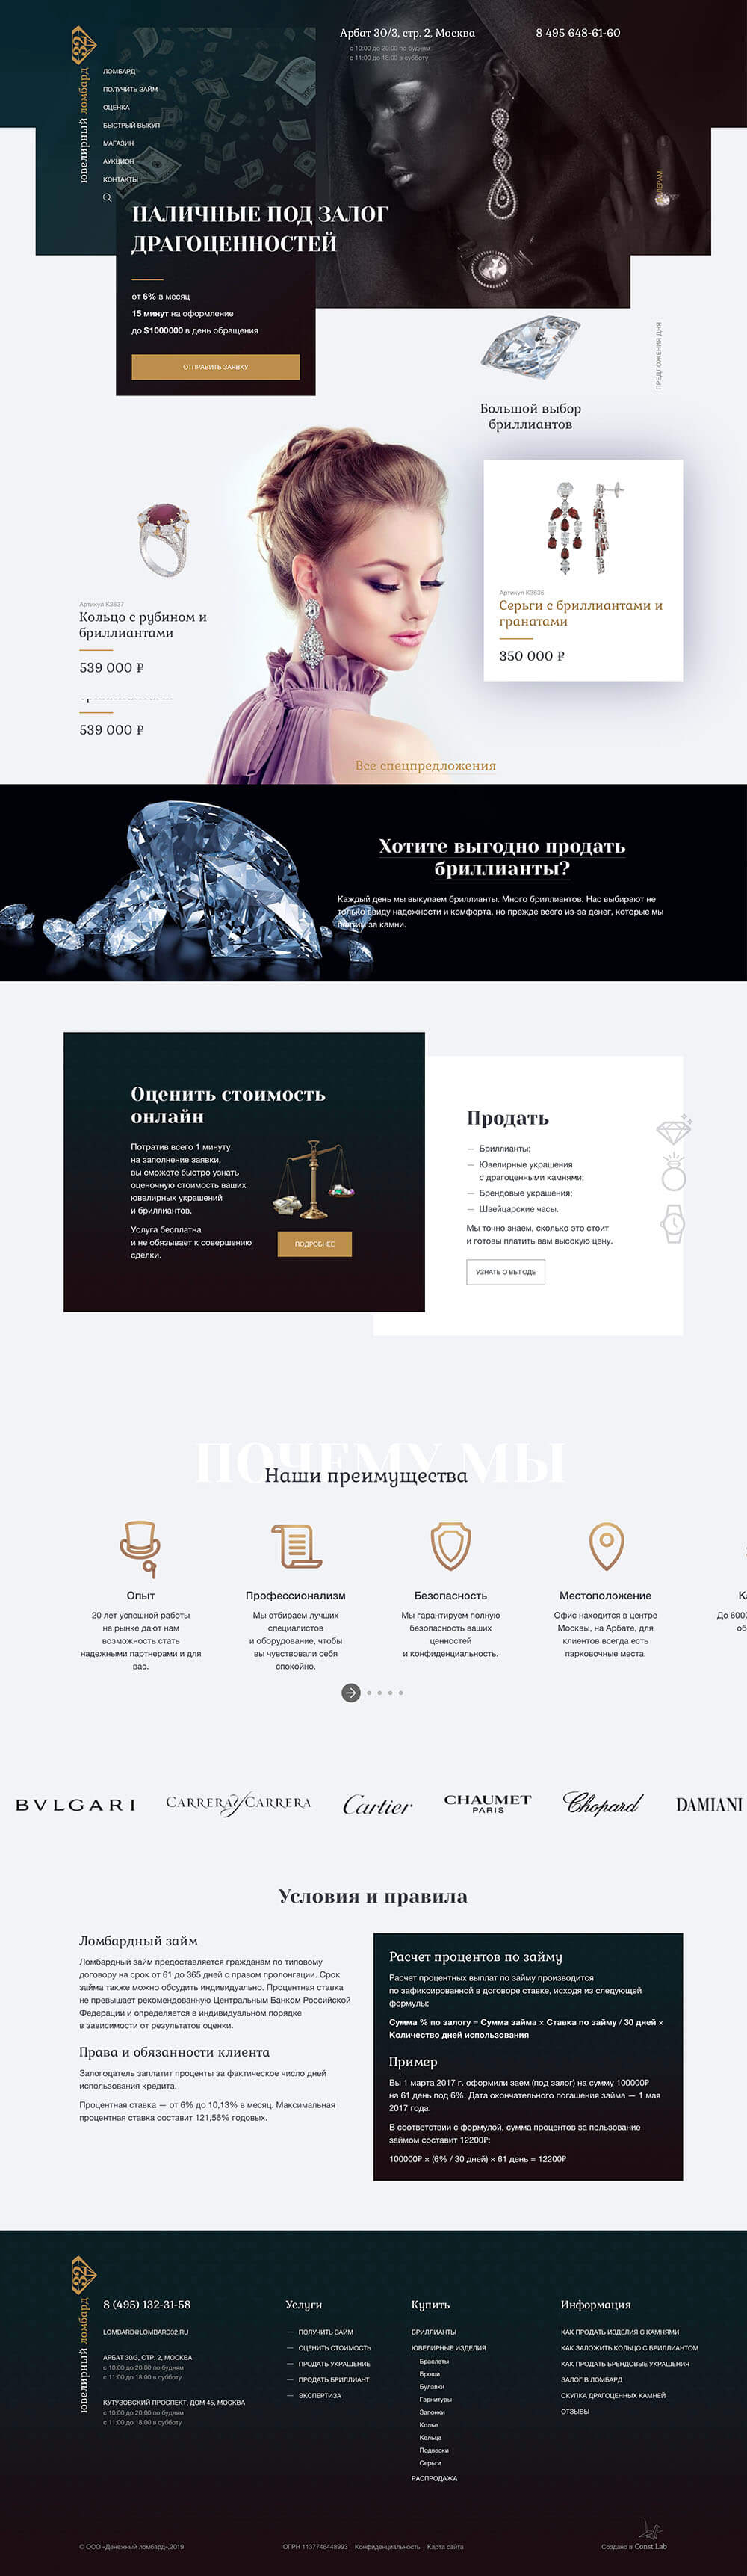 ювелирный ломбард
32
Арбат 30/3, стр. 2, Москва
с 10:00 до 20:00 по будням
с 11:00 до 18:00 в субботу
8 495 648-61-60
ЛОМБАРД
ПОЛУЧИТЬ ЗАЙМ
ОЦЕНКА
БЫСТРЫЙ ВЫКУП
МАГАЗИН
АУКЦИОН
КОНТАКТЫ
НАЛИЧНЫЕ ПОД ЗАЛОГ
ДРАГОЦЕННОСТЕЙ
от 6% в месяц
15 минут на оформление
до $1000000 в день обращения
ОТПРАВИТЬ ЗАЯВКУ
ПРЕДЛОЖЕНИЯ ДНЯ
Большой выбор
бриллиантов
Артикул K3637
Кольцо с рубином и
бриллиантами
539 000 ₽
539 000 ₽
Артикул K3636
Серьги с бриллиантами и
гранатами
350 000 ₽
Все спецпредложения
Хотите выгодно продать
бриллианты?
Каждый день мы выкупаем бриллианты. Много бриллиантов. Нас выбирают не
только ввиду надежности и комфорта, но прежде всего из-за денег, которые мы
платим за камни.
Оценить стоимость
онлайн
Потратив всего 1 минуту
на заполнение заявки,
вы сможете быстро узнать
оценочную стоимость ваших
ювелирных украшений
и бриллиантов.
Услуга бесплатна
и не обязывает к совершению
сделки.
ПОДРОБНЕЕ
Продать
— Бриллианты;
— Ювелирные украшения
с драгоценными камнями;
— Брендовые украшения;
— Швейцарские часы.
Мы точно знаем, сколько это стоит
и готовы платить вам высокую цену.
УЗНАТЬ О ВЫГОДЕ
ПОЧЕМУ МЫ
Наши преимущества
Опыт
20 лет успешной работы
на рынке дают нам
возможность стать
надежными партнерами и для
вас.
Профессионализм
Мы отбираем лучших
специалистов
и оборудование, чтобы
вы чувствовали себя
спокойно.
Безопасность
Мы гарантируем полную
безопасность ваших
ценностей
и конфиденциальность.
Местоположение
Офис находится в центре
Москвы, на Арбате, для
клиентов всегда есть
парковочные места.
До 6000
BVLGARI
CARRERA Y CARRERA
Cartier
CHAUMET
PARIS
Chopard
DAMIANI
Условия и правила
Ломбардный займ
Ломбардный займ предоставляется гражданам по типовому
договору на срок от 61 до 365 дней с правом пролонгации. Срок
займа также можно обсудить индивидуально. Процентная ставка
не превышает рекомендованную Центральным Банком Российской
Федерации и определяется в индивидуальном порядке
в зависимости от результатов оценки.
Права и обязанности клиента
Залогодатель заплатит проценты за фактическое число дней
использования кредита.
Процентная ставка — от 6% до 10,13% в месяц. Максимальная
процентная ставка составит 121,56% годовых.
Расчет процентов по займу
Расчет процентных выплат по займу производится
по зафиксированной в договоре ставке, исходя из следующей
формулы:
Сумма % по залогу = Сумма займа × Ставка по займу / 30 дней ×
Количество дней использования
Пример
Вы 1 марта 2017 г. оформили заем (под залог) на сумму 100000₽
на 61 день под 6%. Дата окончательного погашения займа — 1 мая
2017 года.
В соответствии с формулой, сумма процентов за пользование
займом составит 12200₽:
100000₽ × (6% / 30 дней) × 61 день = 12200₽
ювелирный ломбард
32
8 (495) 132-31-58
LOMBARD@LOMBARD32.RU
АРБАТ 30/3, СТР. 2, МОСКВА
с 10:00 до 20:00 по будням
с 11:00 до 18:00 в субботу
КУТУЗОВСКИЙ ПРОСПЕКТ, ДОМ 45, МОСКВА
с 10:00 до 20:00 по будням
с 11:00 до 18:00 в субботу
Услуги
— ПОЛУЧИТЬ ЗАЙМ
— ОЦЕНИТЬ СТОИМОСТЬ
— ПРОДАТЬ УКРАШЕНИЕ
— ПРОДАТЬ БРИЛЛИАНТ
— ЭКСПЕРТИЗА
Купить
БРИЛЛИАНТЫ
ЮВЕЛИРНЫЕ ИЗДЕЛИЯ
Браслеты
Броши
Булавки
Гарнитуры
Запонки
Колье
Кольца
Подвески
Серьги
РАСПРОДАЖА
Информация
КАК ПРОДАТЬ ИЗДЕЛИЯ С КАМНЯМИ
КАК ЗАЛОЖИТЬ КОЛЬЦО С БРИЛЛИАНТОМ
КАК ПРОДАТЬ БРЕНДОВЫЕ УКРАШЕНИЯ
ЗАЛОГ В ЛОМБАРД
СКУПКА ДРАГОЦЕННЫХ КАМНЕЙ
ОТЗЫВЫ
© ООО «Денежный ломбард»,2019
ОГРН 1137746448993 Конфиденциальность · Карта сайта
Создано в Const Lab